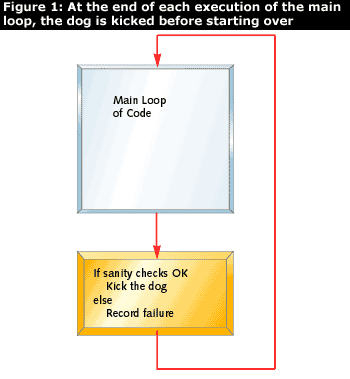 Figure 1: At the end of each execution of the main
loop, the dog is kicked before starting over
Main Loop
of Code
If sanity checks OK
Kick the dog
else
Record failure